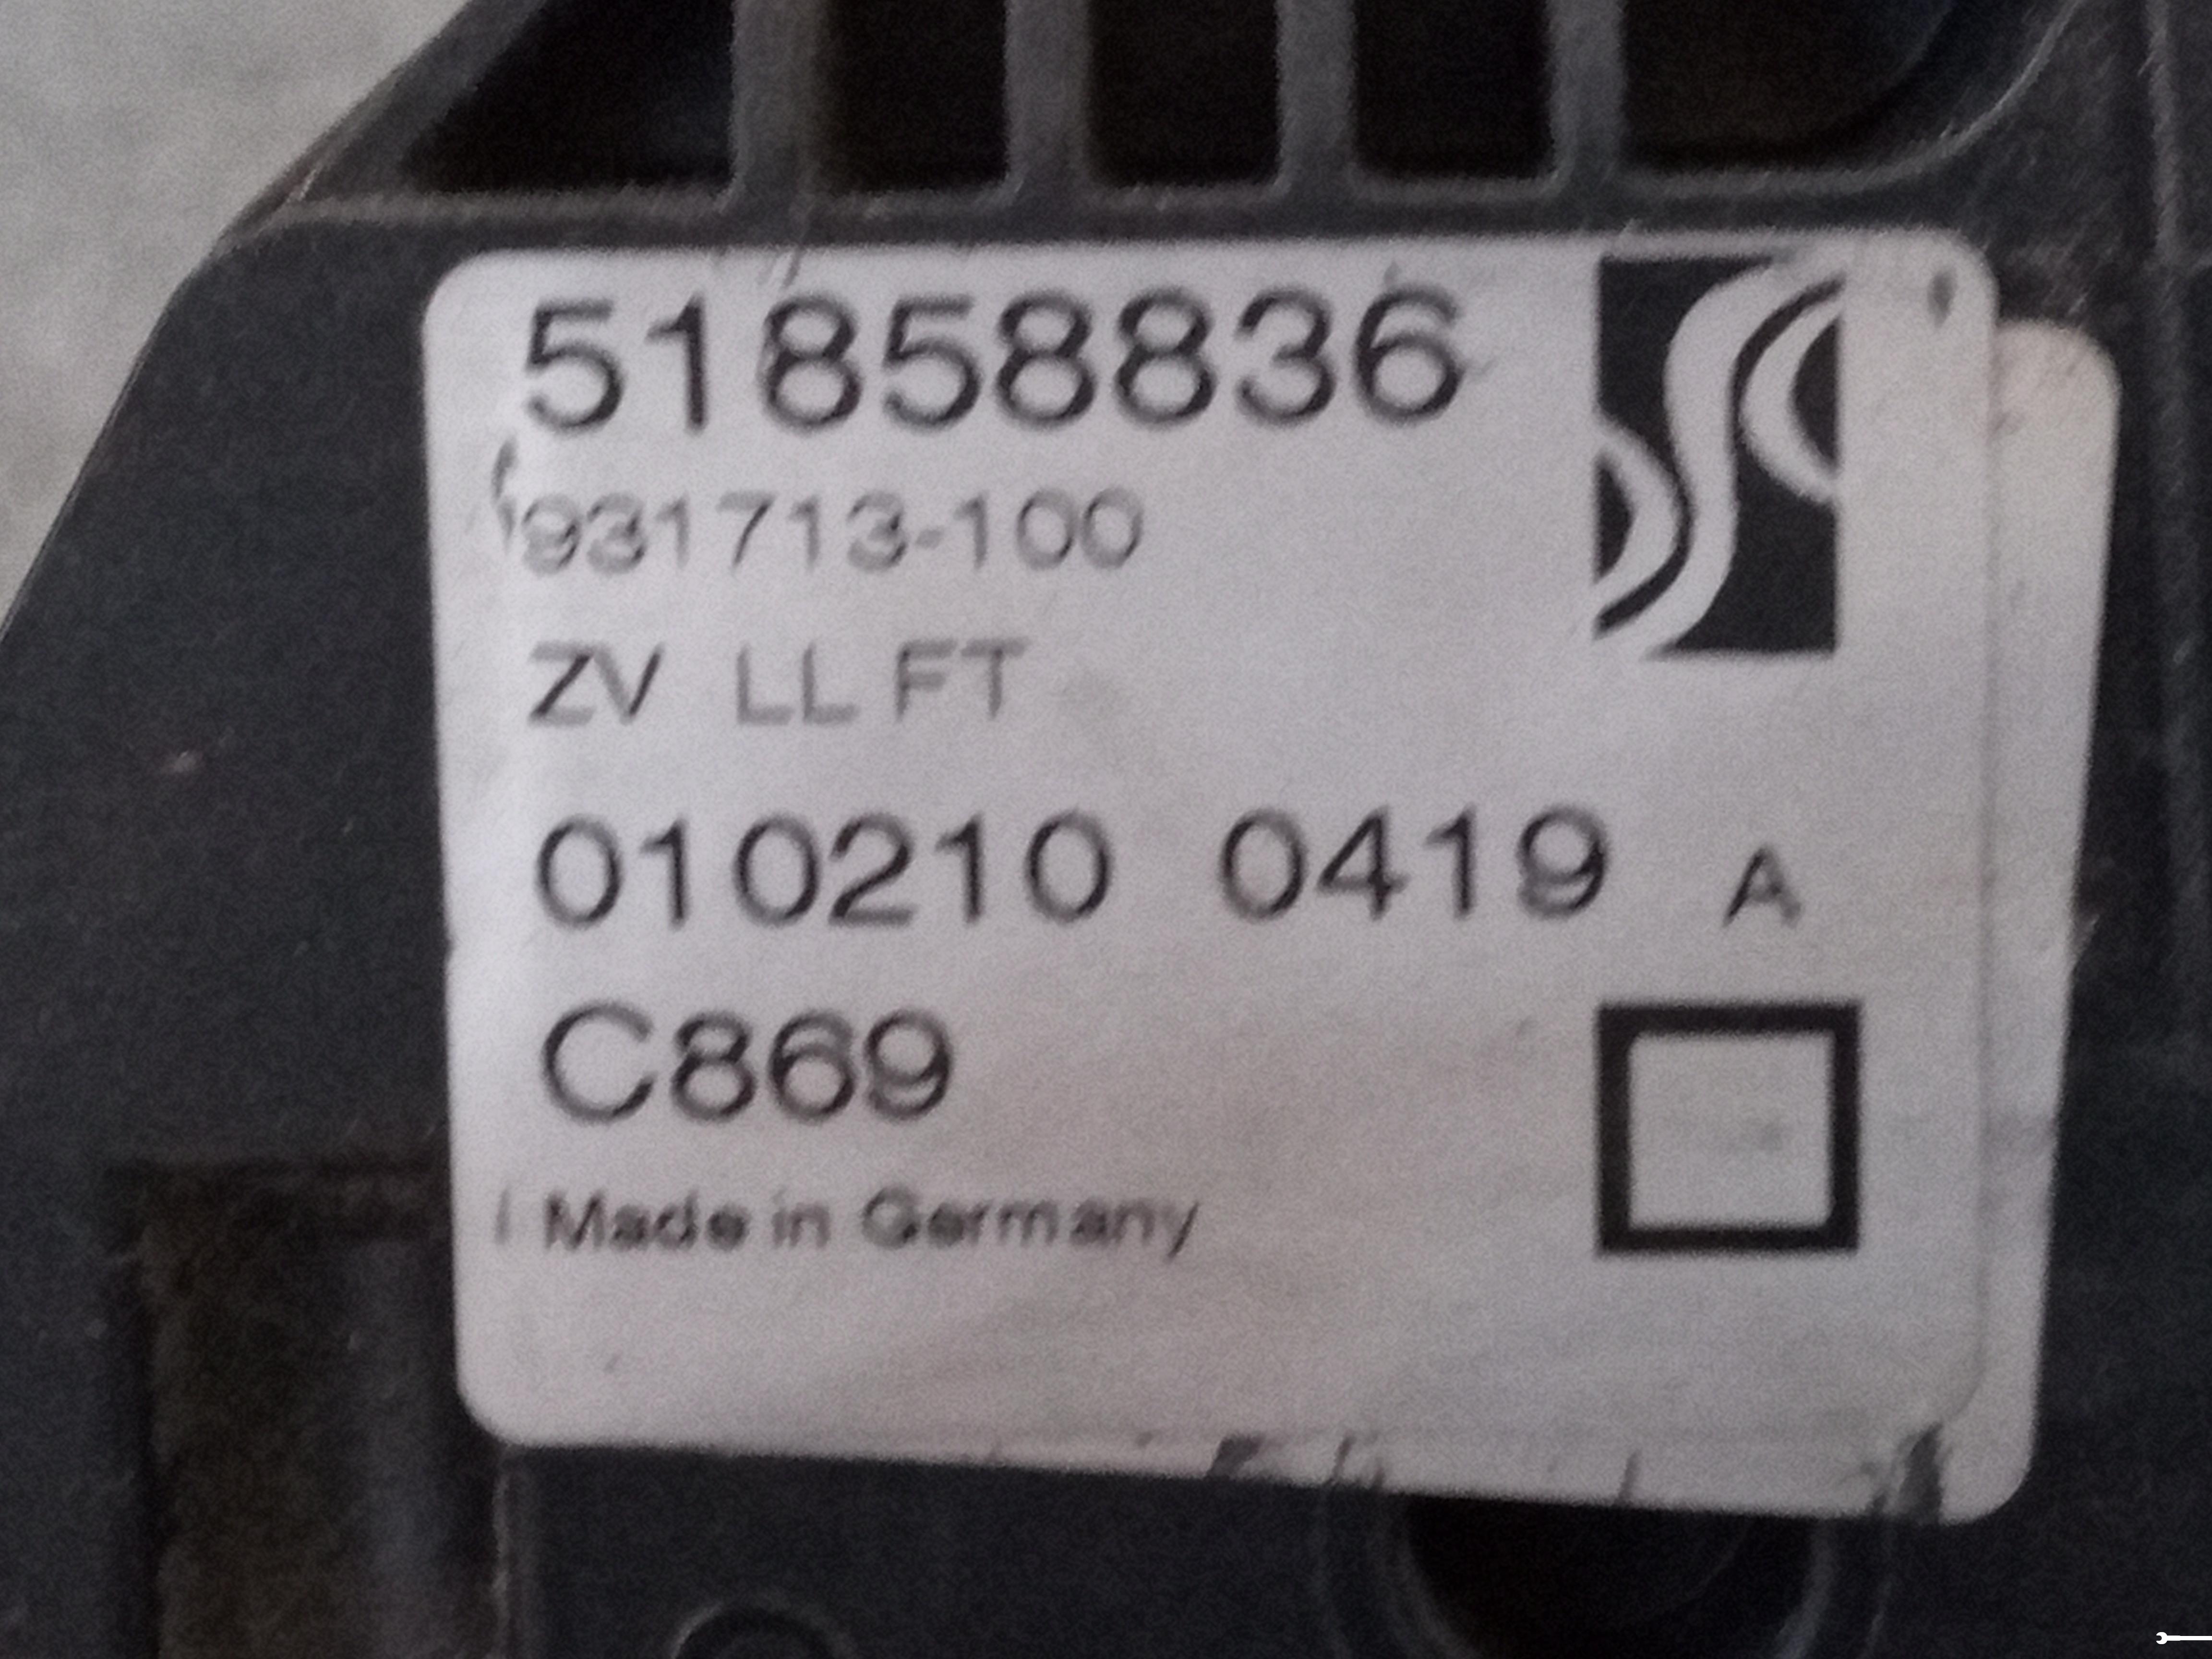 51858836
931713-100
ZV LL FT
010210 0419 A
C869
Made in Germany